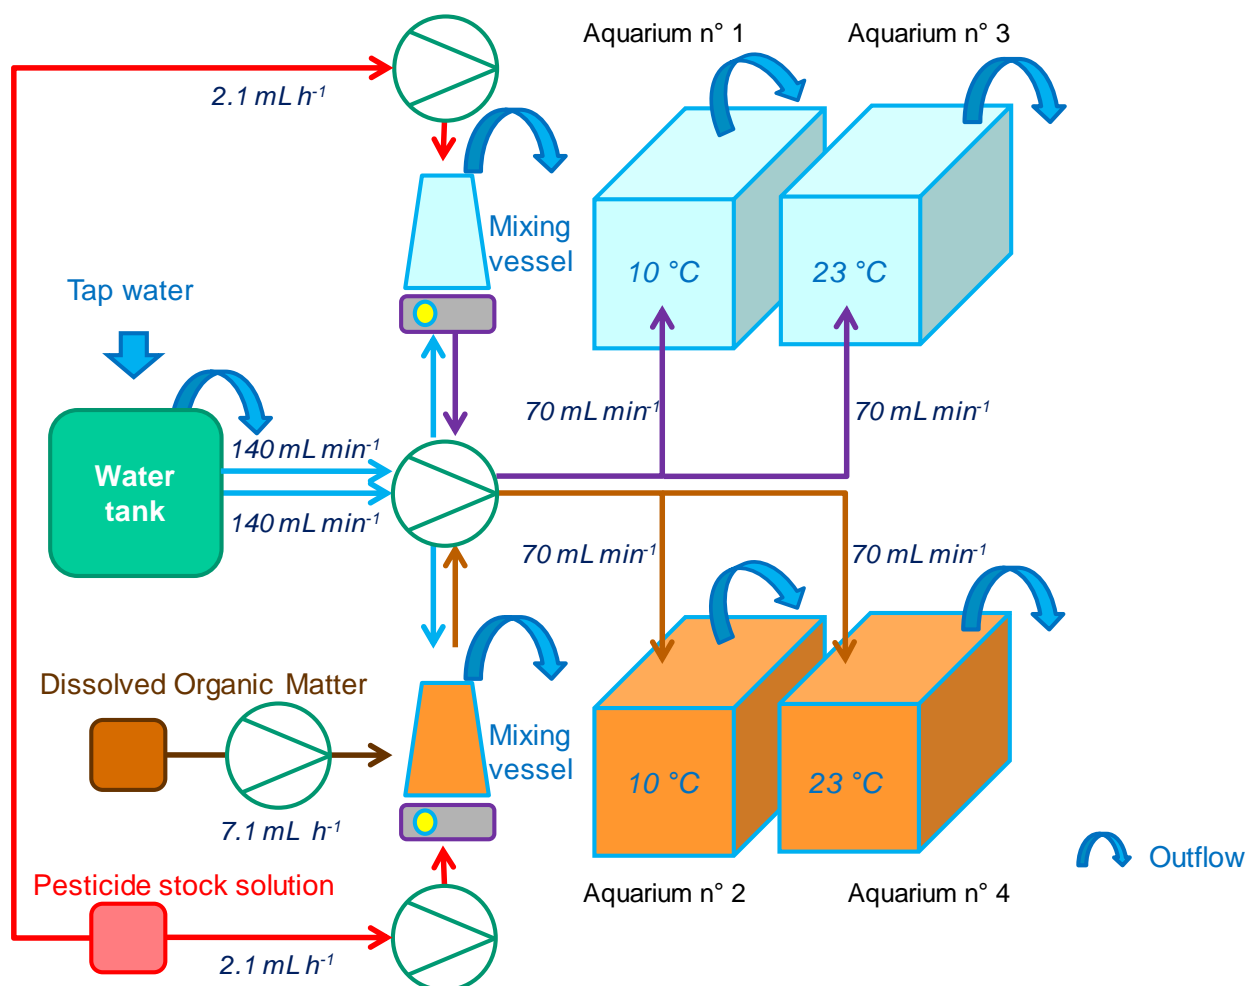 Aquarium n° 1
Aquarium n° 3
2.1 mL h-1
Mixing
vessel
10 °C
23 °C
Tap water
70 mL min-1
70 mL min-1
140 mL min-1
Water
tank
140 mL min-1
70 mL min-1
70 mL min-1
Dissolved Organic Matter
Mixing
vessel
10 °C
23 °C
7.1 mL h-1
Outflow
Pesticide stock solution
Aquarium n° 2
Aquarium n° 4
2.1 mL h-1